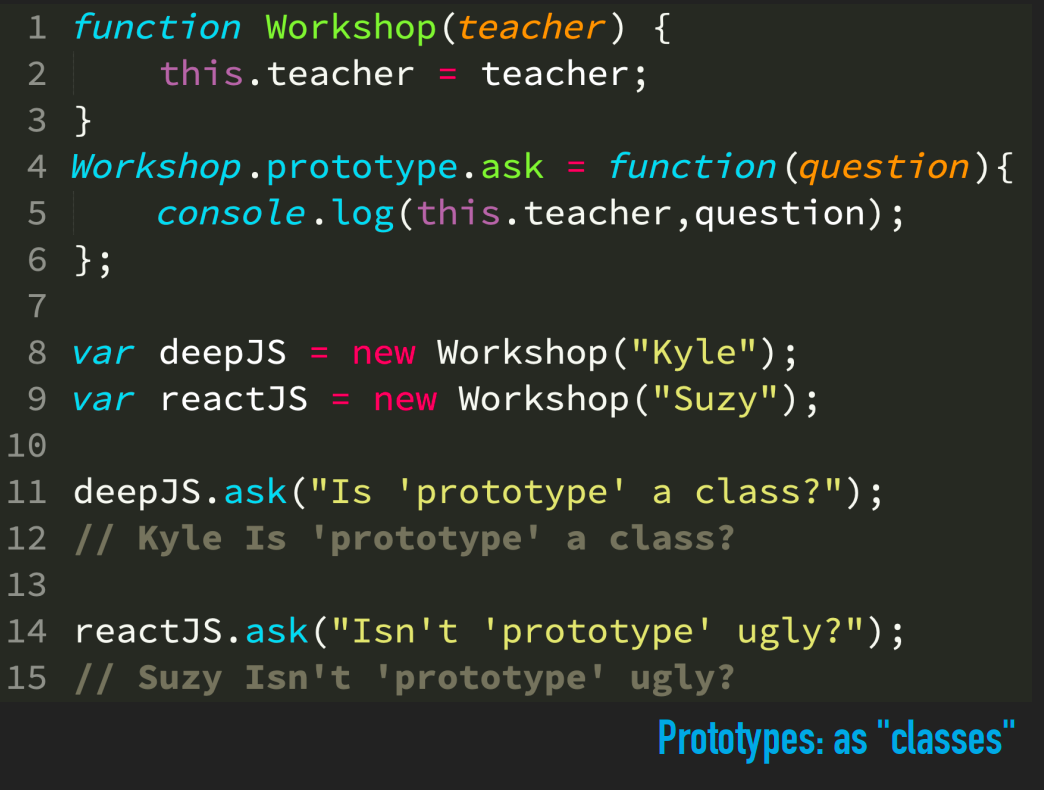 1 function Workshop(teacher) {
2     this.teacher = teacher;
3 }
4 Workshop.prototype.ask = function(question){
5     console.log(this.teacher,question);
6 };
7
8 var deepJS = new Workshop("Kyle");
9 var reactJS = new Workshop("Suzy");
10
11 deepJS.ask("Is 'prototype' a class?");
12 // Kyle Is 'prototype' a class?
13
14 reactJS.ask("Isn't 'prototype' ugly?");
15 // Suzy Isn't 'prototype' ugly?
Prototypes: as "classes"